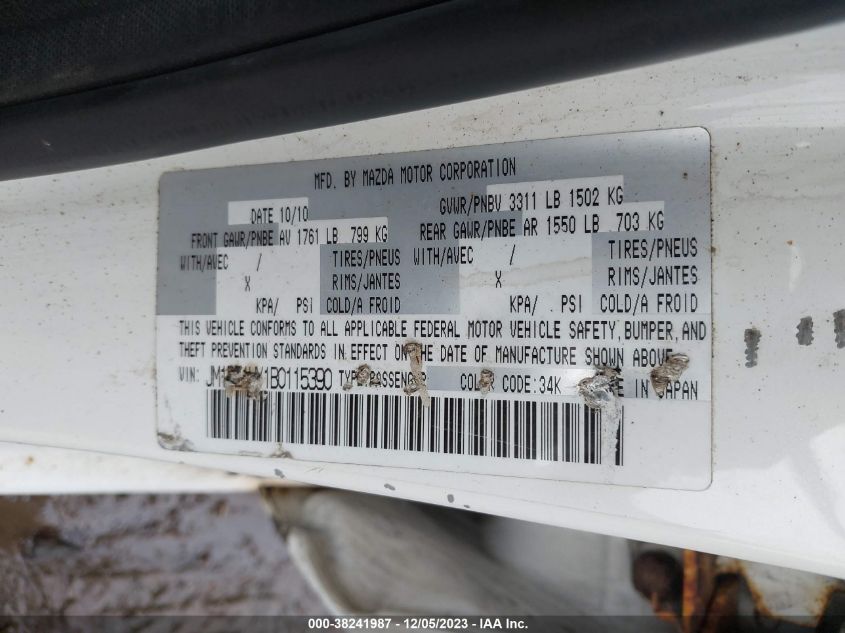 MFD. BY MAZDA MOTOR CORPORATION
DATE 10/10 GVWR/PNBV 3311 LB 1502 KG
FRONT GAWR/PNBE AV 1761 LB 799 KG REAR GAWR/PNBE AR 1550 LB 703 KG
WITH/AVEC / TIRES/PNEUS WITH/AVEC / TIRES/PNEUS
X RIMS/JANTES X RIMS/JANTES
KPA/ PSI COLD/A FROID KPA/ PSI COLD/A FROID
THIS VEHICLE CONFORMS TO ALL APPLICABLE FEDERAL MOTOR VEHICLE SAFETY, BUMPER, AND
THEFT PREVENTION STANDARDS IN EFFECT ON THE DATE OF MANUFACTURE SHOWN ABOVE.
VIN: 1B0115390 COLOR CODE:34K IN JAPAN
000-38241987 - 12/05/2023 - IAA Inc.